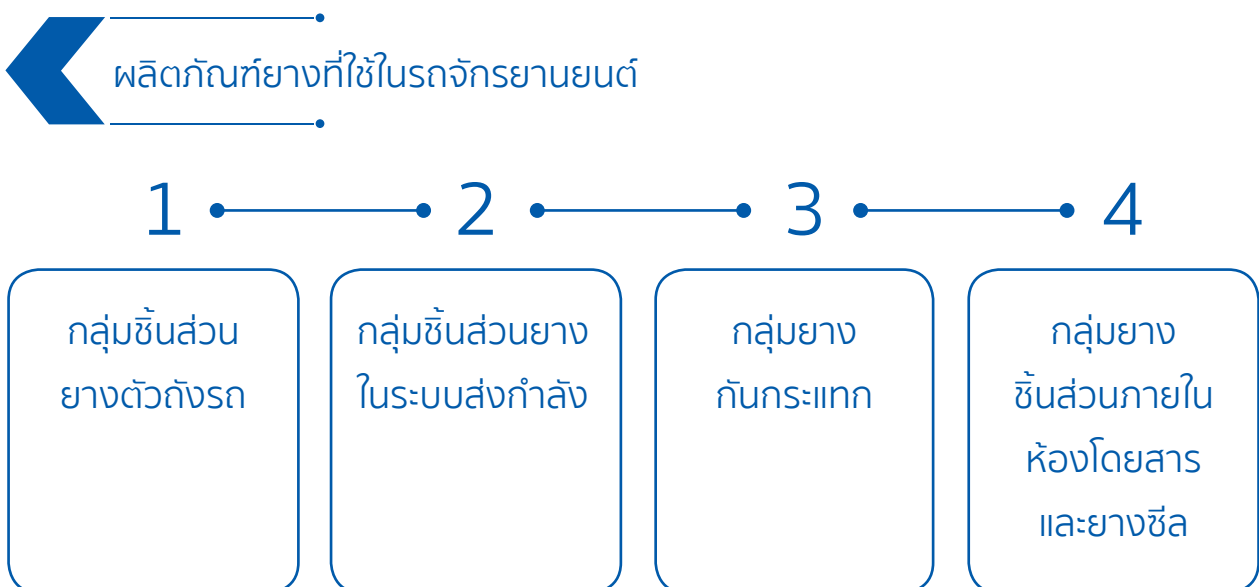 ผลิตภัณฑ์ยางที่ใช้ในรถจักรยานยนต์
1
2
3
4
กลุ่มชิ้นส่วน
ยางตัวถังรถ
กลุ่มชิ้นส่วนยาง
ในระบบส่งกำลัง
กลุ่มยาง
กันกระแทก
กลุ่มยาง
ชิ้นส่วนภายใน
ห้องโดยสาร
และยางซีล